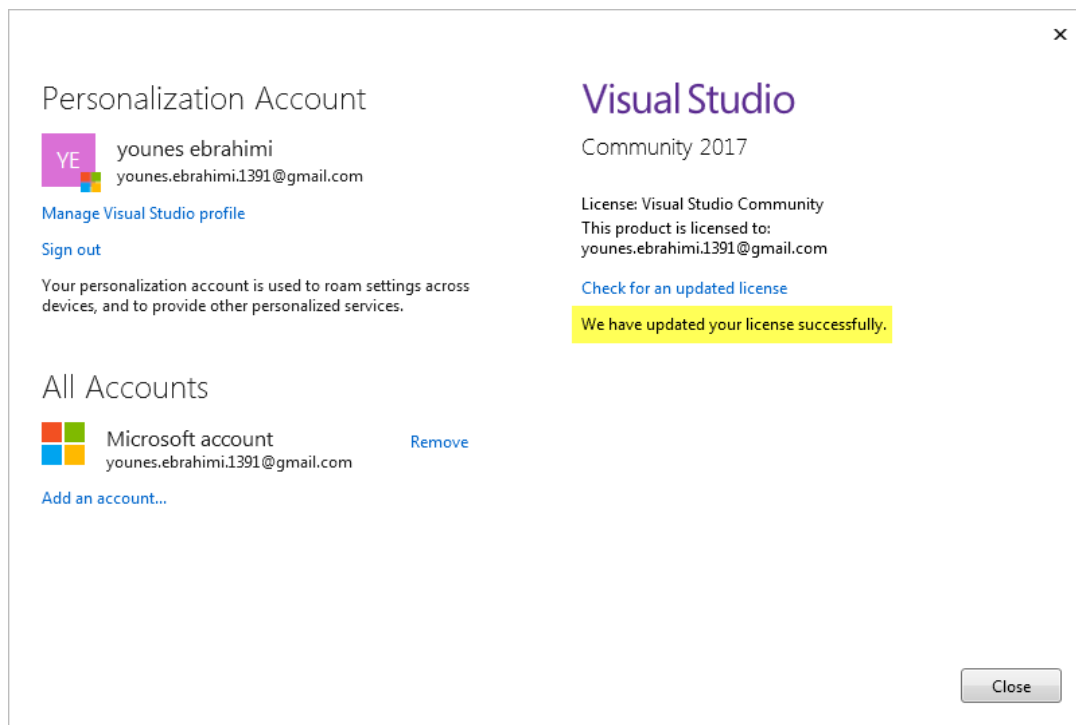 Personalization Account
YE
younes ebrahimi
younes.ebrahimi.1391@gmail.com
Manage Visual Studio profile
Sign out
Your personalization account is used to roam settings across
devices, and to provide other personalized services.
All Accounts
Microsoft account
Remove
younes.ebrahimi.1391@gmail.com
Add an account...
Visual Studio
Community 2017
License: Visual Studio Community
This product is licensed to:
younes.ebrahimi.1391@gmail.com
Check for an updated license
We have updated your license successfully.
Close